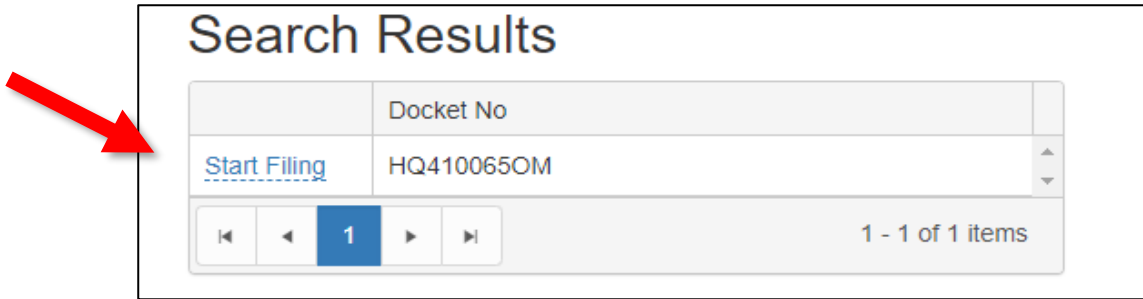 Search Results
Docket No
Start Filing HQ410065OM
1 1 - 1 of 1 items